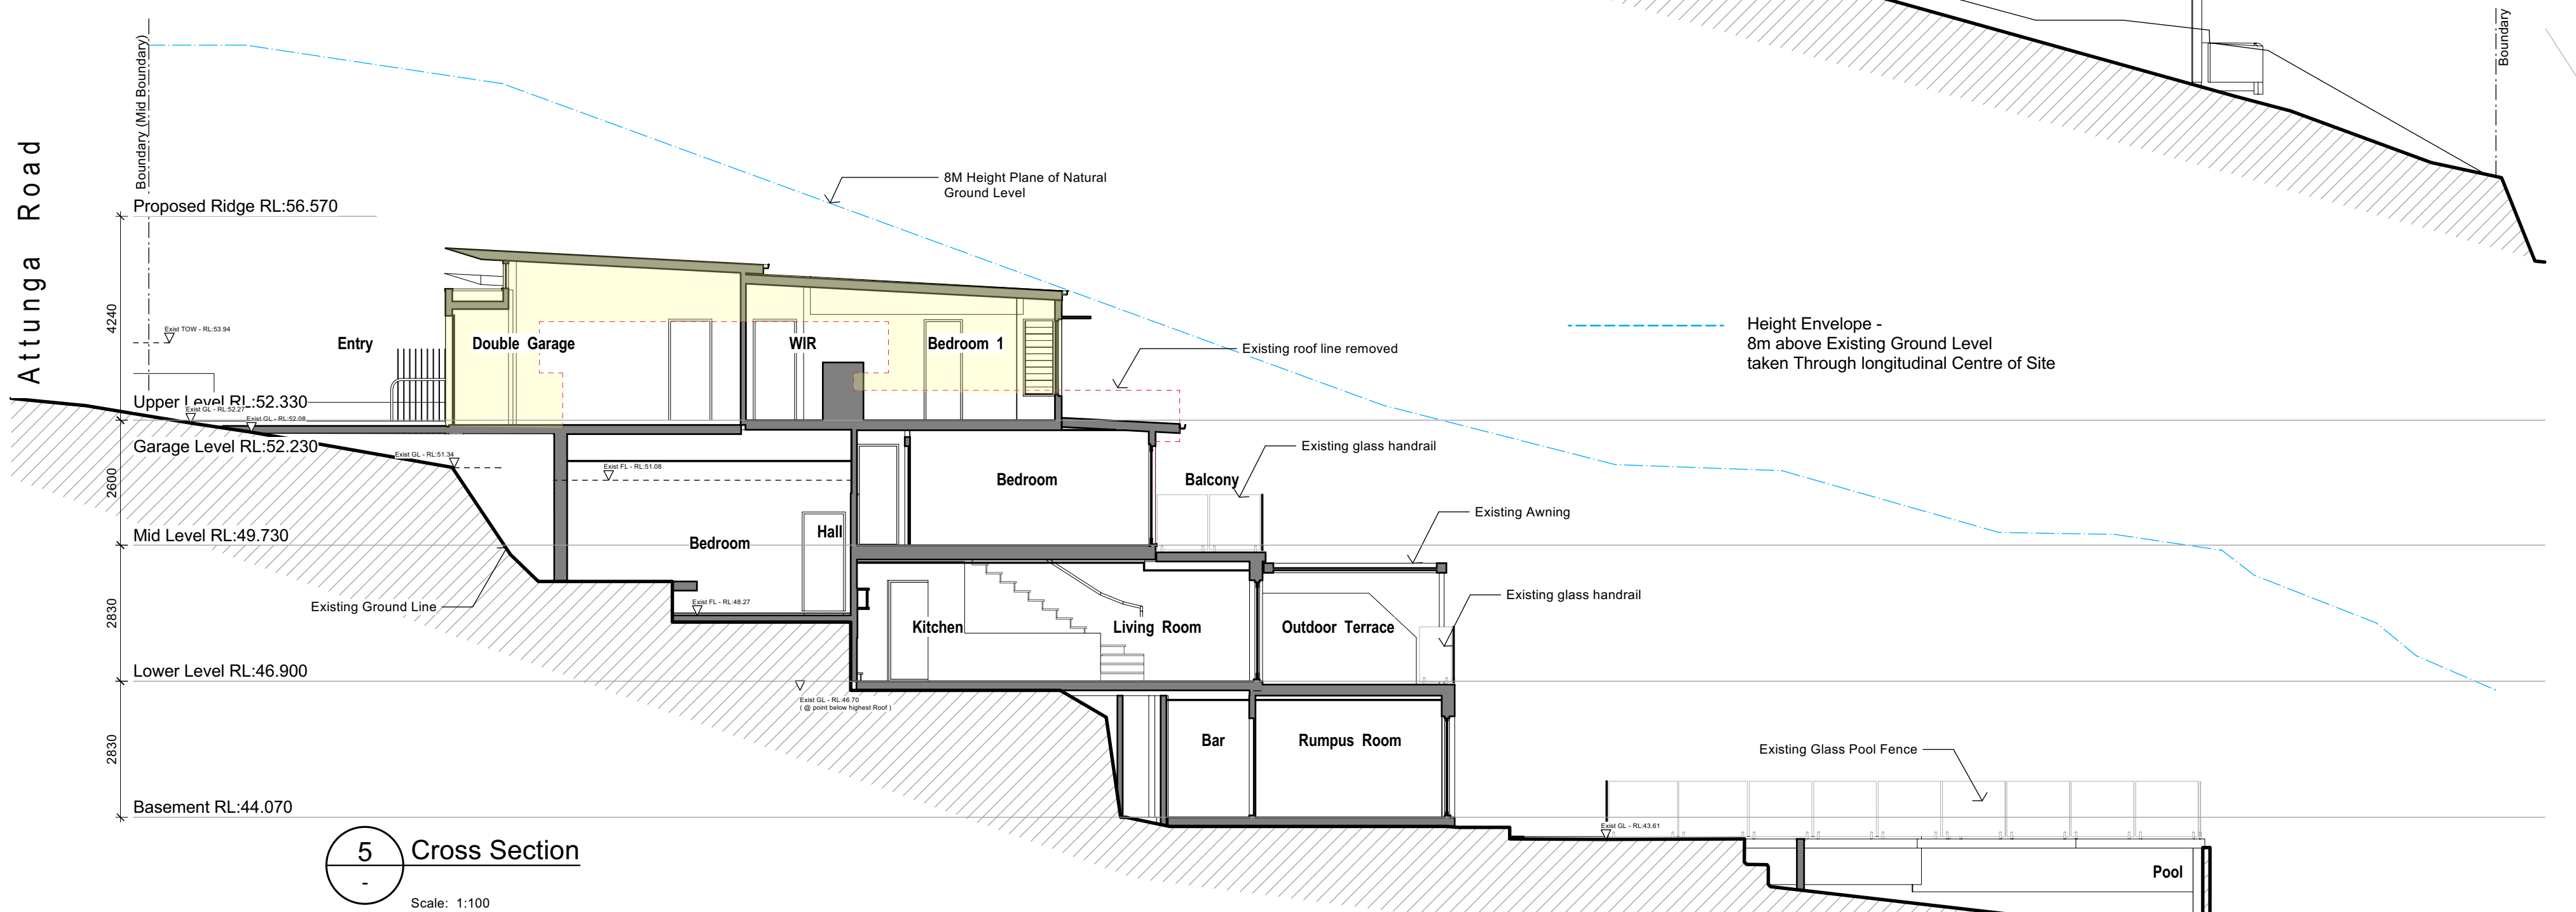 Boundary (Mid Boundary)
Boundary
Attunga Road
8M Height Plane of Natural
Ground Level
Proposed Ridge RL:56.570
4240
Exist TOW - RL:53.94
Entry
Double Garage
WIR
Bedroom 1
Existing roof line removed
Height Envelope -
8m above Existing Ground Level
taken Through longitudinal Centre of Site
Upper Level RL:52.330
Exist GL - RL:52.27
Exist GL - RL:52.08
Garage Level RL:52.230
Exist GL - RL:51.34
Exist FL - RL:51.08
2600
Bedroom
Balcony
Existing glass handrail
Existing Awning
Mid Level RL:49.730
Bedroom
Hall
Existing Ground Line
Exist FL - RL:48.27
2830
Kitchen
Living Room
Outdoor Terrace
Existing glass handrail
Lower Level RL:46.900
Exist GL - RL:46.70
( @ point below highest Roof )
2830
Bar
Rumpus Room
Existing Glass Pool Fence
Basement RL:44.070
Exist GL - RL:43.61
5
-
Cross Section
Scale: 1:100
Pool